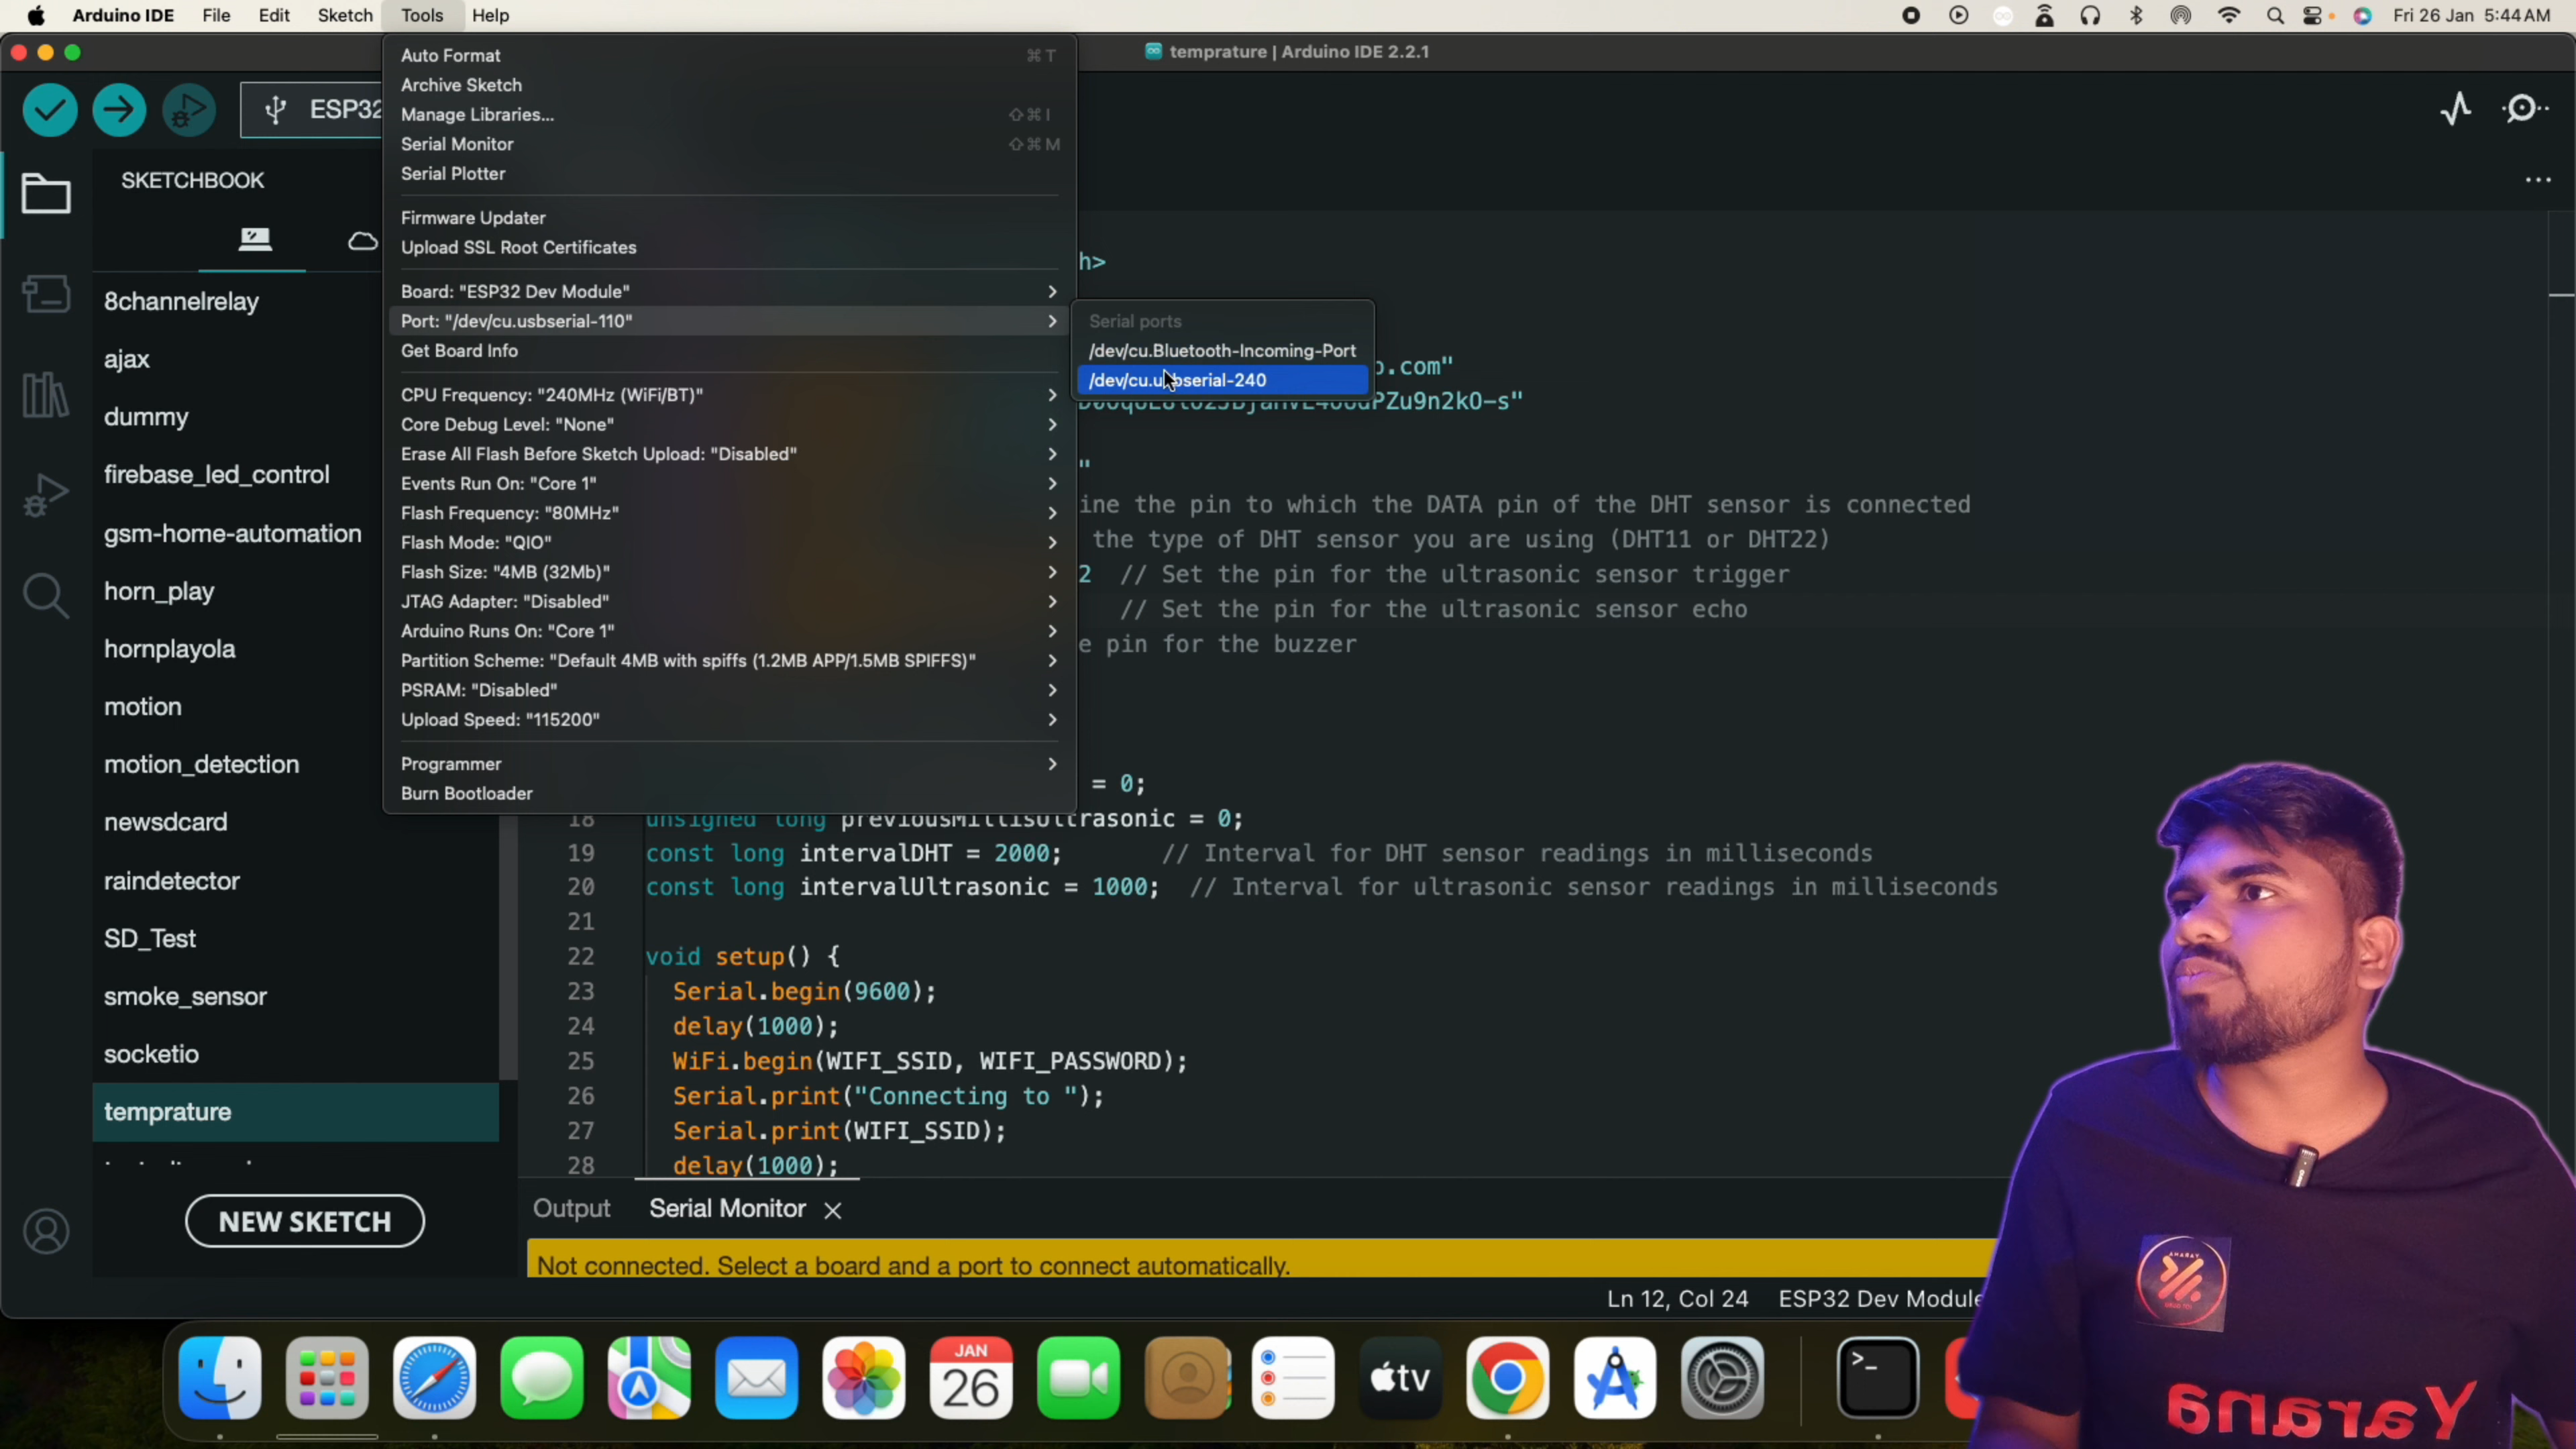 Arduino IDE File Edit Sketch Tools Help Fri 26 Jan 5:44 AM
temprature | Arduino IDE 2.2.1
ESP32
SKETCHBOOK
8channelrelay
ajax
dummy
firebase_led_control
gsm-home-automation
horn_play
hornplayola
motion
motion_detection
newsdcard
raindetector
SD_Test
smoke_sensor
socketio
temprature
NEW SKETCH
Auto Format ⌘ T
Archive Sketch
Manage Libraries... ⇧ ⌘ I
Serial Monitor ⇧ ⌘ M
Serial Plotter
Firmware Updater
Upload SSL Root Certificates
Board: "ESP32 Dev Module"
Port: "/dev/cu.usbserial-110"
Get Board Info
CPU Frequency: "240MHz (WiFi/BT)"
Core Debug Level: "None"
Erase All Flash Before Sketch Upload: "Disabled"
Events Run On: "Core 1"
Flash Frequency: "80MHz"
Flash Mode: "QIO"
Flash Size: "4MB (32Mb)"
JTAG Adapter: "Disabled"
Arduino Runs On: "Core 1"
Partition Scheme: "Default 4MB with spiffs (1.2MB APP/1.5MB SPIFFS)"
PSRAM: "Disabled"
Upload Speed: "115200"
Programmer
Burn Bootloader
Serial ports
/dev/cu.Bluetooth-Incoming-Port
/dev/cu.usbserial-240
h>
p.com"
PZu9n2kO-s"
"
ine the pin to which the DATA pin of the DHT sensor is connected
the type of DHT sensor you are using (DHT11 or DHT22)
2 // Set the pin for the ultrasonic sensor trigger
// Set the pin for the ultrasonic sensor echo
e pin for the buzzer
= 0;
18 unsigned long previousMillisUltrasonic = 0;
19 const long intervalDHT = 2000; // Interval for DHT sensor readings in milliseconds
20 const long intervalUltrasonic = 1000; // Interval for ultrasonic sensor readings in milliseconds
21
22 void setup() {
23 Serial.begin(9600);
24 delay(1000);
25 WiFi.begin(WIFI_SSID, WIFI_PASSWORD);
26 Serial.print("Connecting to ");
27 Serial.print(WIFI_SSID);
28 delay(1000);
Output Serial Monitor
Not connected. Select a board and a port to connect automatically.
Ln 12, Col 24 ESP32 Dev Module
JAN
26
tv
Yarana